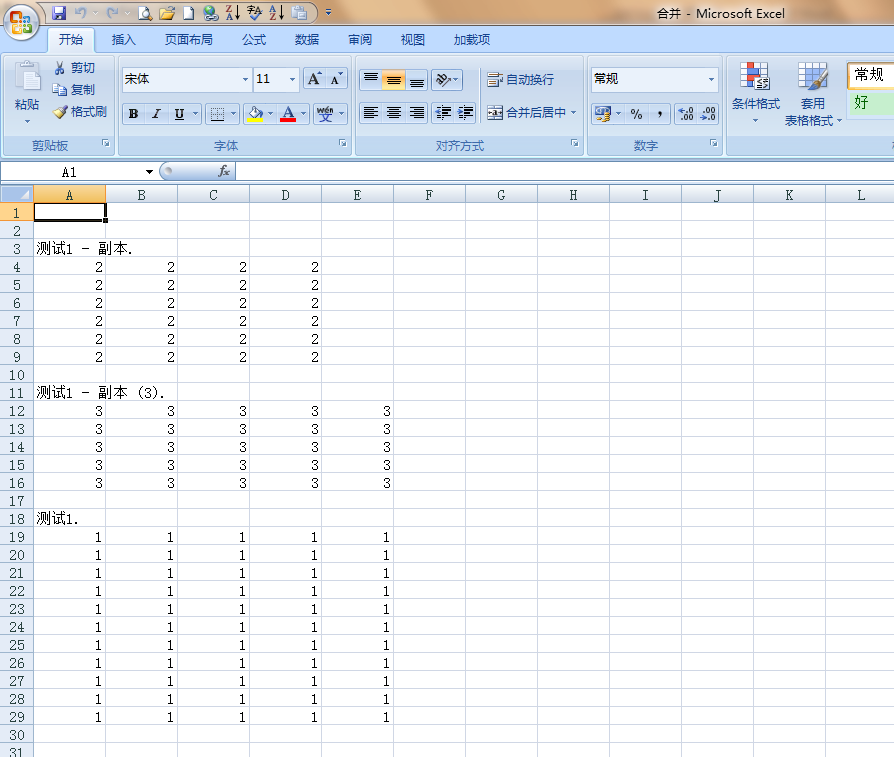 合并 - Microsoft Excel
开始 插入 页面布局 公式 数据 审阅 视图 加载项
粘贴 剪切 复制 格式刷 剪贴板
宋体 11 B I U 字体
自动换行 合并后居中 对齐方式
常规 % , 数字
条件格式 套用 表格格式 常规 好
A1 fx
A B C D E F G H I J K L
1
2
3 测试1 - 副本.
4 2 2 2 2
5 2 2 2 2
6 2 2 2 2
7 2 2 2 2
8 2 2 2 2
9 2 2 2 2
10
11 测试1 - 副本 (3).
12 3 3 3 3 3
13 3 3 3 3 3
14 3 3 3 3 3
15 3 3 3 3 3
16 3 3 3 3 3
17
18 测试1.
19 1 1 1 1 1
20 1 1 1 1 1
21 1 1 1 1 1
22 1 1 1 1 1
23 1 1 1 1 1
24 1 1 1 1 1
25 1 1 1 1 1
26 1 1 1 1 1
27 1 1 1 1 1
28 1 1 1 1 1
29 1 1 1 1 1
30
31